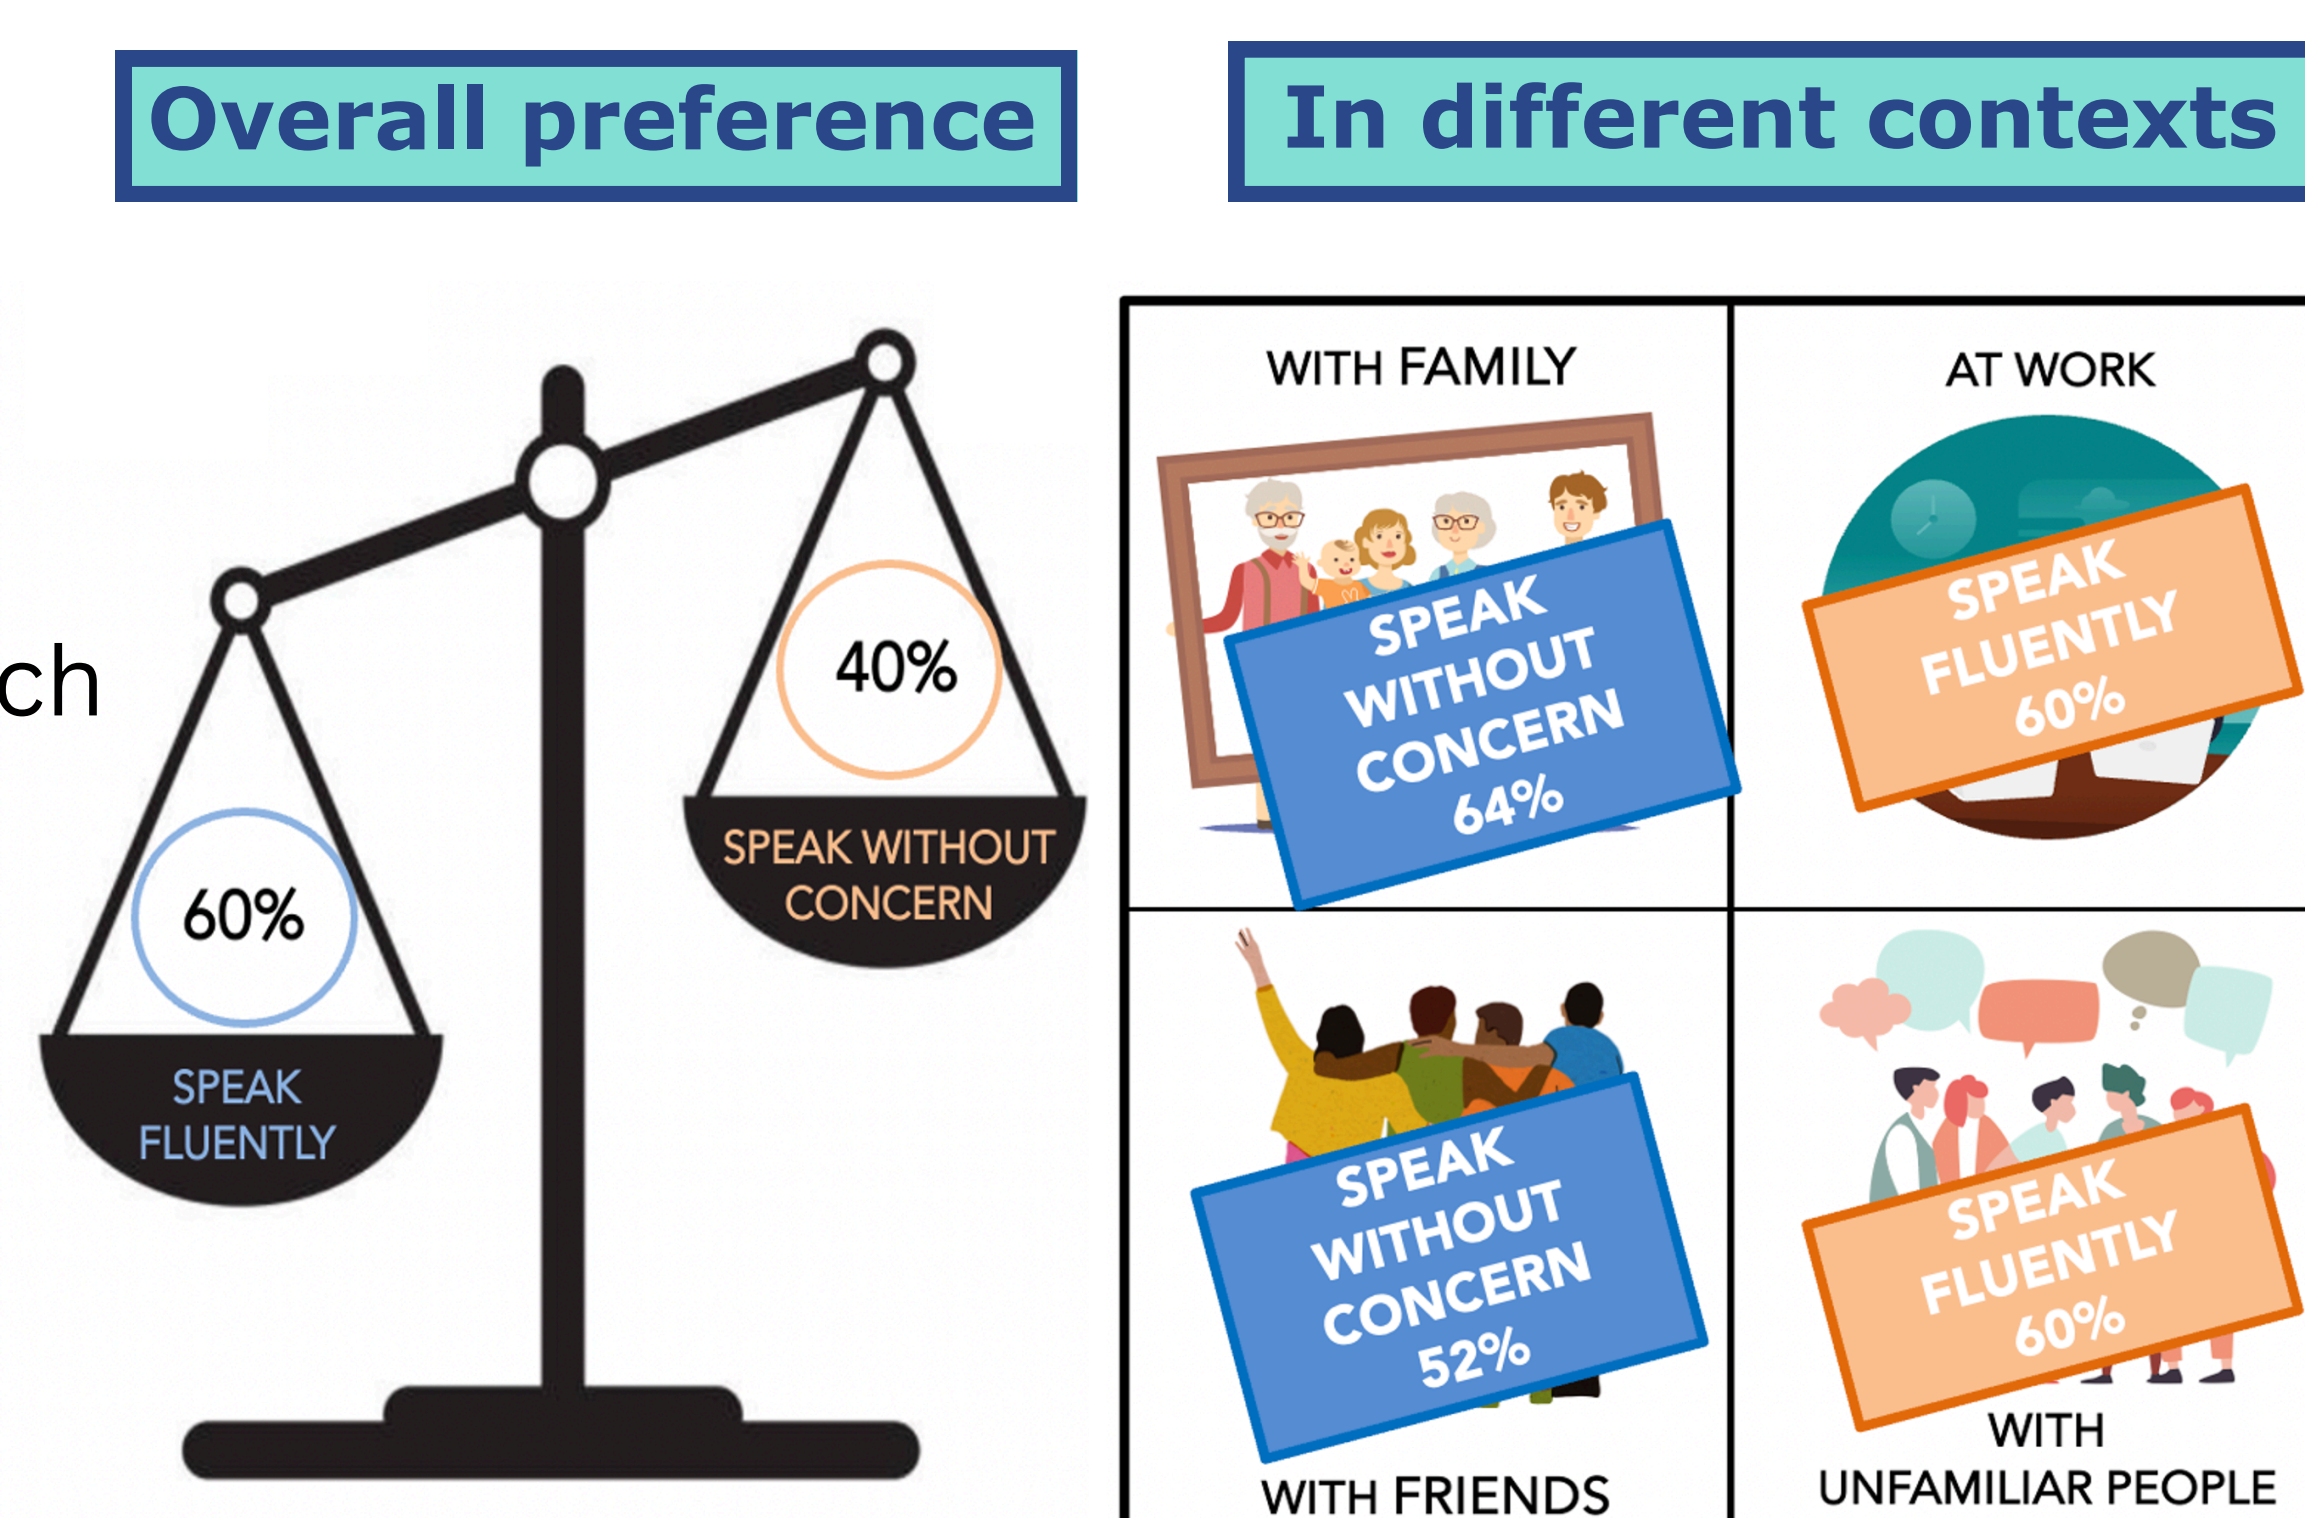 Overall preference
In different contexts
ch
40%
SPEAK WITHOUT
CONCERN
60%
SPEAK
FLUENTLY
WITH FAMILY
SPEAK
WITHOUT
CONCERN
64%
AT WORK
SPEAK
FLUENTLY
60%
SPEAK
WITHOUT
CONCERN
52%
WITH FRIENDS
SPEAK
FLUENTLY
60%
WITH
UNFAMILIAR PEOPLE